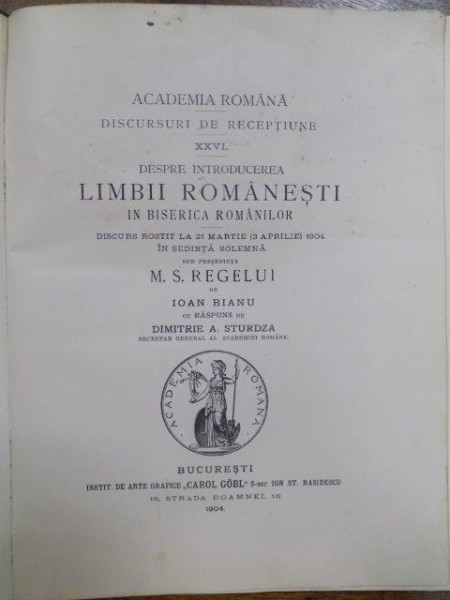 ACADEMIA ROMÂNĂ
DISCURSURI DE RECEPȚIUNE
XXVI.
DESPRE INTRODUCEREA
LIMBII ROMÂNEȘTI
IN BISERICA ROMÂNILOR
DISCURS ROSTIT LA 21 MARTIE (3 APRILIE) 1904
ÎN ȘEDINȚĂ SOLEMNĂ
SUB PREȘEDINȚA
M. S. REGELUI
DE
IOAN BIANU
CU RĂSPUNS DE
DIMITRIE A. STURDZA
SECRETAR GENERAL AL ACADEMIEI ROMÂNE.
ACADEMIA ROMANA
BUCUREȘTI
INSTIT. DE ARTE GRAFICE „CAROL GÖBL" S-sor ION ST. RASIDESCU
16, STRADA DOAMNEI, 16
1904.